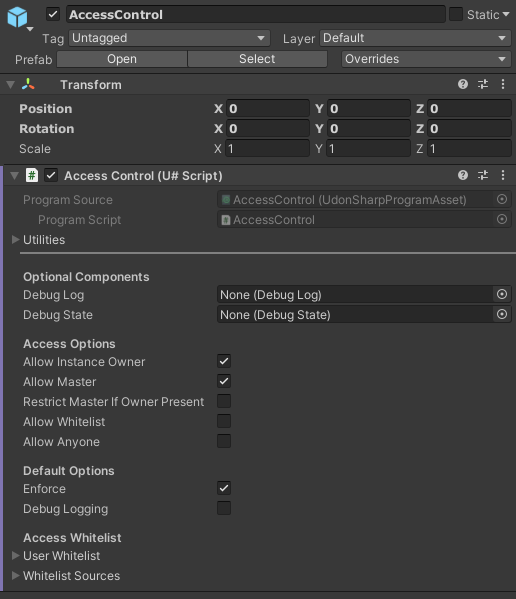 AccessControl Static
Tag Untagged Layer Default
Prefab Open Select Overrides
Transform
Position X 0 Y 0 Z 0
Rotation X 0 Y 0 Z 0
Scale X 1 Y 1 Z 1
# Access Control (U# Script)
Program Source AccessControl (UdonSharpProgramAsset)
Program Script # AccessControl
Utilities
Optional Components
Debug Log None (Debug Log)
Debug State None (Debug State)
Access Options
Allow Instance Owner
Allow Master
Restrict Master If Owner Present
Allow Whitelist
Allow Anyone
Default Options
Enforce
Debug Logging
Access Whitelist
User Whitelist
Whitelist Sources